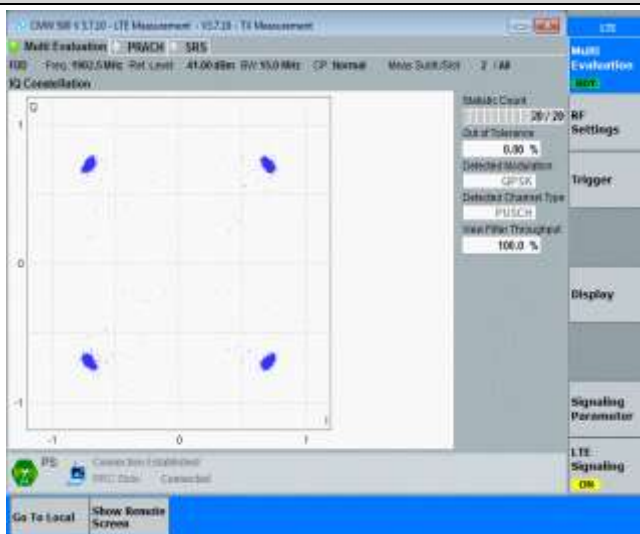 CMW 500 V 3.7.20 - LTE Measurement - V3.7.20 - TX Measurement
LTE
Multi Evaluation PRACH SRS
FDD Freq: 1902.5 MHz Ref. Level: 41.00 dBm BW: 15.0 MHz CP: Normal Meas Subfr./Slot 2 / All
IQ Constellation
Multi
Evaluation
RDY
Q
Statistic Count
20 / 20
Out of Tolerance
0.00 %
Detected Modulation
QPSK
Detected Channel Type
PUSCH
View Filter Throughput
100.0 %
1
0
-1
I
-1 0 1
RF
Settings
Trigger
Display
Signaling
Parameter
LTE
Signaling
ON
PS: Connection Established
RRC State: Connected
Go To Local
Show Remote
Screen